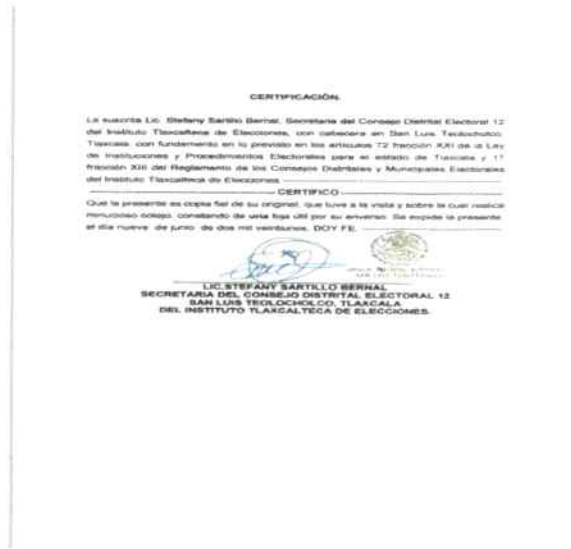 CERTIFICACIÓN.
La suscrita Lic. Stefany Sartillo Bernal, Secretaria del Consejo Distrital Electoral 12
del Instituto Tlaxcalteca de Elecciones, con cabecera en San Luis Teolocholco,
Tlaxcala, con fundamento en lo previsto en los artículos 72 fracción XXI de la Ley
de Instituciones y Procedimientos Electorales para el estado de Tlaxcala y 17
fracción XIII del Reglamento de los Consejos Distritales y Municipales Electorales
del Instituto Tlaxcalteca de Elecciones.
CERTIFICO
Que la presente es copia fiel de su original, que tuve a la vista y sobre la cual realicé
minucioso cotejo, constando de una foja útil por su anverso. Se expide la presente
el día nueve de junio de dos mil veintiunos. DOY FE.
LIC.STEFANY SARTILLO BERNAL
SECRETARIA DEL CONSEJO DISTRITAL ELECTORAL 12
SAN LUIS TEOLOCHOLCO, TLAXCALA
DEL INSTITUTO TLAXCALTECA DE ELECCIONES.